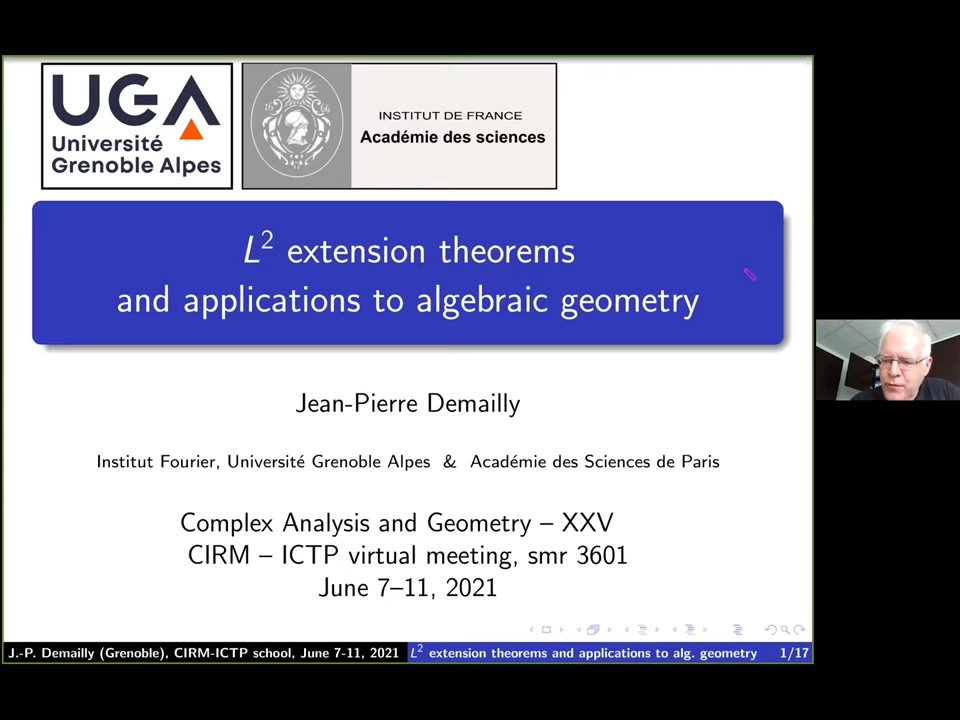 UGA
Université
Grenoble Alpes
1666
INSTITUT DE FRANCE
Académie des sciences
L² extension theorems
and applications to algebraic geometry
Jean-Pierre Demailly
Institut Fourier, Université Grenoble Alpes & Académie des Sciences de Paris
Complex Analysis and Geometry – XXV
CIRM – ICTP virtual meeting, smr 3601
June 7–11, 2021
J.-P. Demailly (Grenoble), CIRM-ICTP school, June 7-11, 2021 L² extension theorems and applications to alg. geometry 1/17